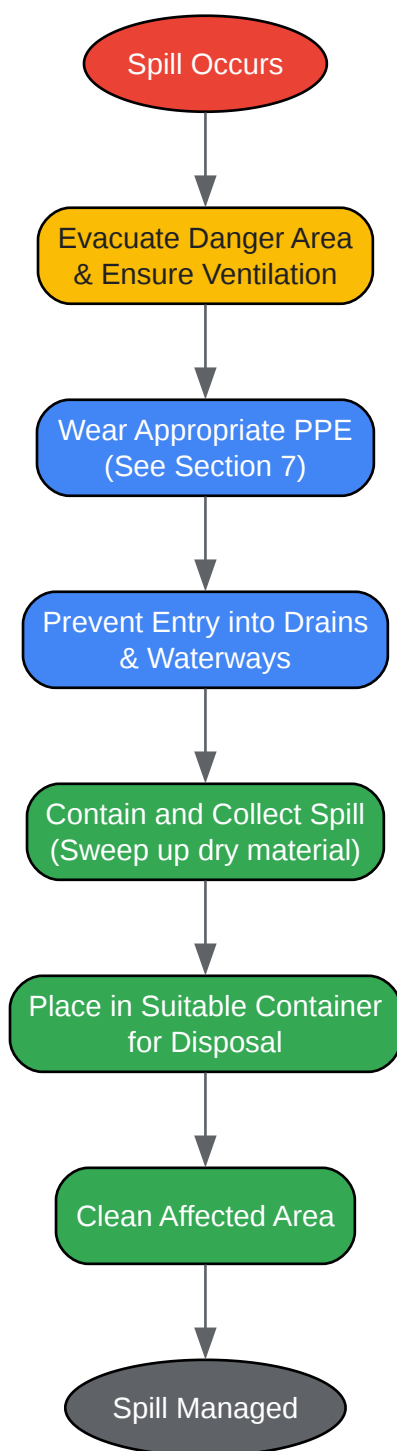 Spill Occurs
Evacuate Danger Area
& Ensure Ventilation
Wear Appropriate PPE
(See Section 7)
Prevent Entry into Drains
& Waterways
Contain and Collect Spill
(Sweep up dry material)
Place in Suitable Container
for Disposal
Clean Affected Area
Spill Managed